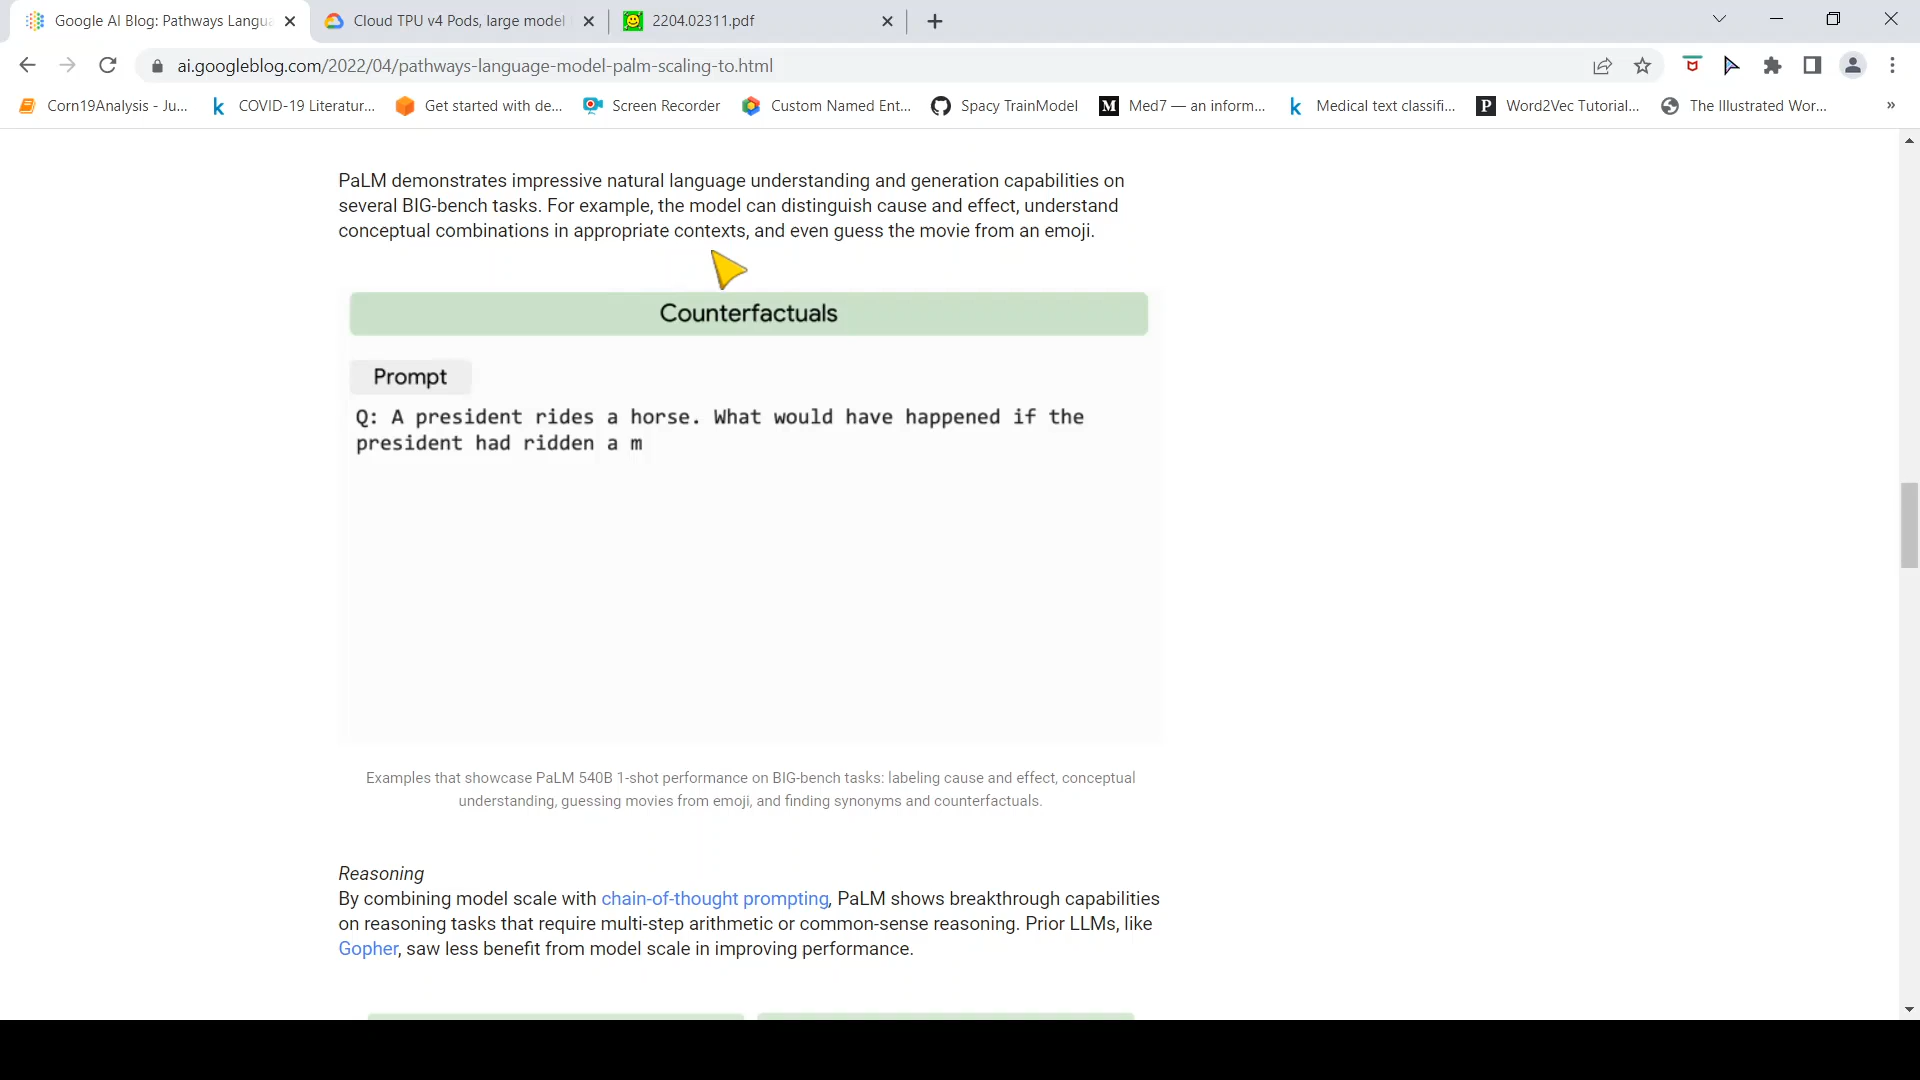 Google AI Blog: Pathways Langua
Cloud TPU v4 Pods, large model
2204.02311.pdf
ai.googleblog.com/2022/04/pathways-language-model-palm-scaling-to.html
Corn19Analysis - Ju...
COVID-19 Literatur...
Get started with de...
Screen Recorder
Custom Named Ent...
Spacy TrainModel
M
Med7 — an inform...
Medical text classifi...
P
Word2Vec Tutorial...
The Illustrated Wor...
»
PaLM demonstrates impressive natural language understanding and generation capabilities on
several BIG-bench tasks. For example, the model can distinguish cause and effect, understand
conceptual combinations in appropriate contexts, and even guess the movie from an emoji.
Counterfactuals
Prompt
Q: A president rides a horse. What would have happened if the
president had ridden a m
Examples that showcase PaLM 540B 1-shot performance on BIG-bench tasks: labeling cause and effect, conceptual
understanding, guessing movies from emoji, and finding synonyms and counterfactuals.
Reasoning
By combining model scale with chain-of-thought prompting, PaLM shows breakthrough capabilities
on reasoning tasks that require multi-step arithmetic or common-sense reasoning. Prior LLMs, like
Gopher, saw less benefit from model scale in improving performance.